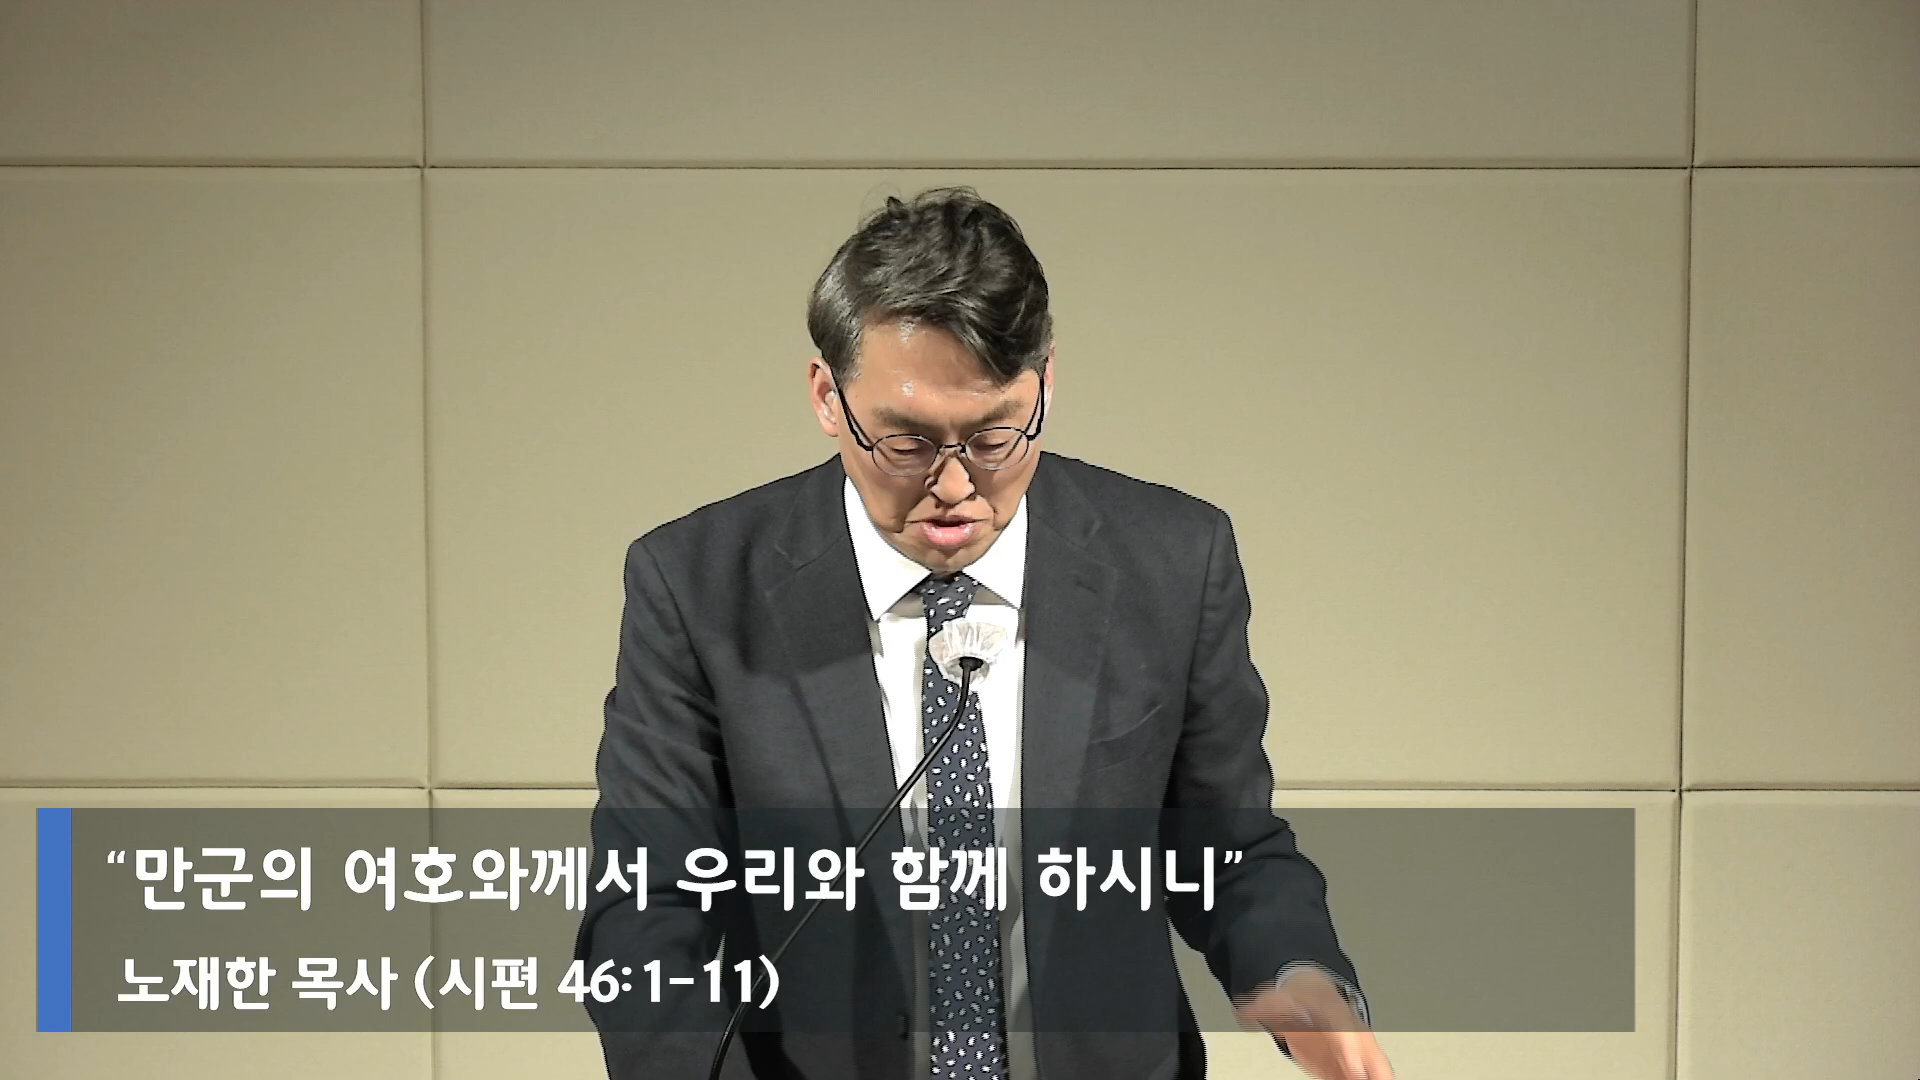 “만군의 여호와께서 우리와 함께 하시니”
노재한 목사 (시편 46:1-11)